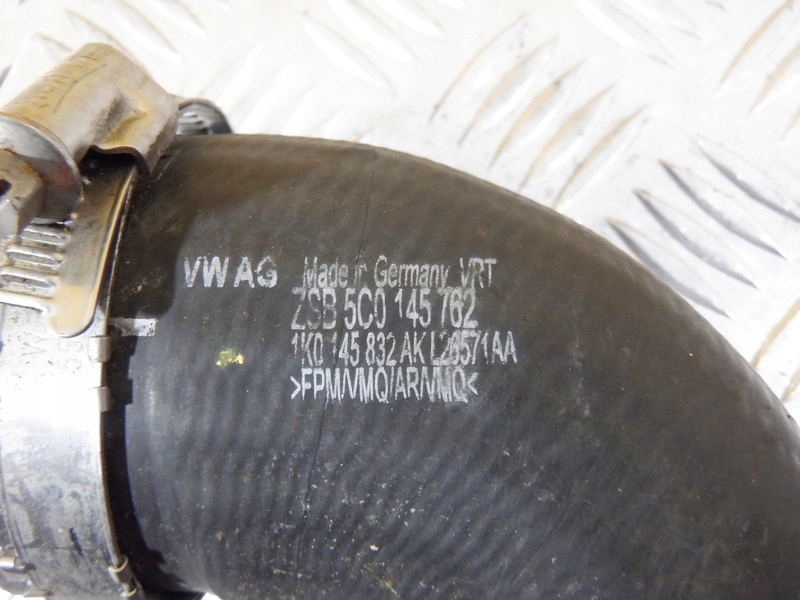 VW AG Made in Germany VRT
ZSB 5C0 145 762
1K0 145 832 AK L26571AA
>FPM/VMQ/AR/VMQ<